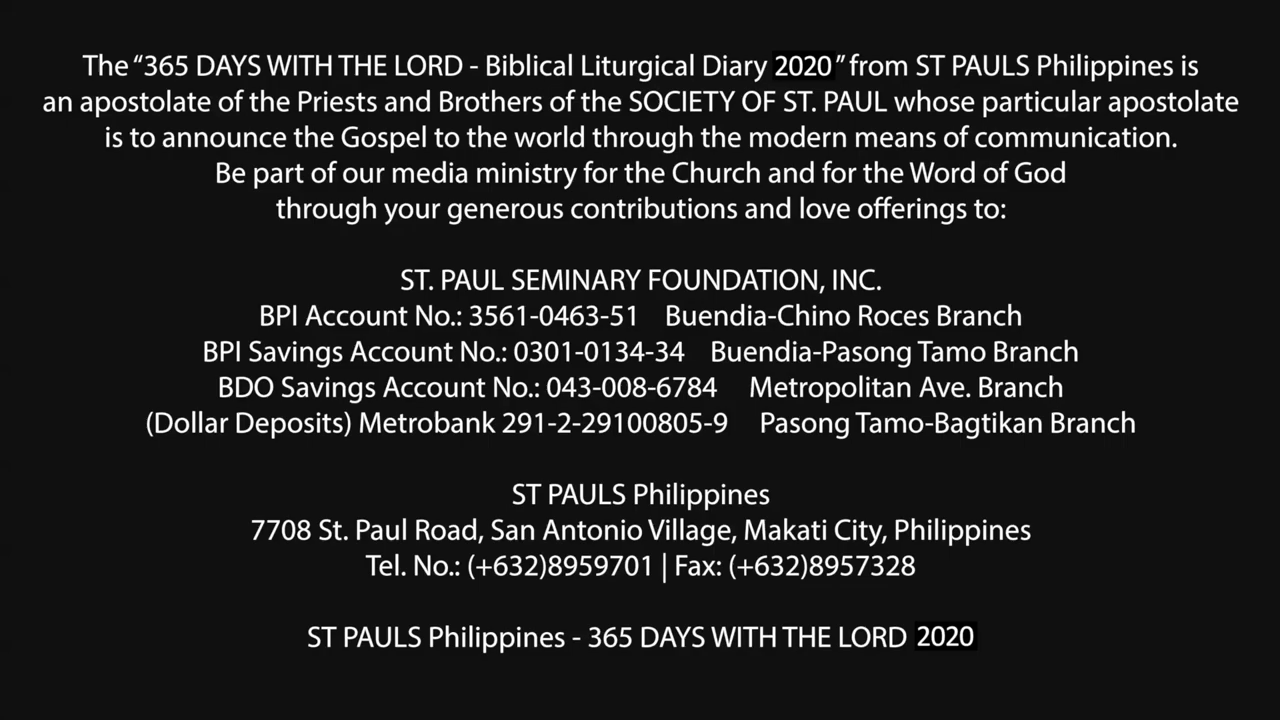 The “365 DAYS WITH THE LORD - Biblical Liturgical Diary 2020” from ST PAULS Philippines is
an apostolate of the Priests and Brothers of the SOCIETY OF ST. PAUL whose particular apostolate
is to announce the Gospel to the world through the modern means of communication.
Be part of our media ministry for the Church and for the Word of God
through your generous contributions and love offerings to:
ST. PAUL SEMINARY FOUNDATION, INC.
BPI Account No.: 3561-0463-51 Buendia-Chino Roces Branch
BPI Savings Account No.: 0301-0134-34 Buendia-Pasong Tamo Branch
BDO Savings Account No.: 043-008-6784 Metropolitan Ave. Branch
(Dollar Deposits) Metrobank 291-2-29100805-9 Pasong Tamo-Bagtikan Branch
ST PAULS Philippines
7708 St. Paul Road, San Antonio Village, Makati City, Philippines
Tel. No.: (+632)8959701 | Fax: (+632)8957328
ST PAULS Philippines - 365 DAYS WITH THE LORD 2020